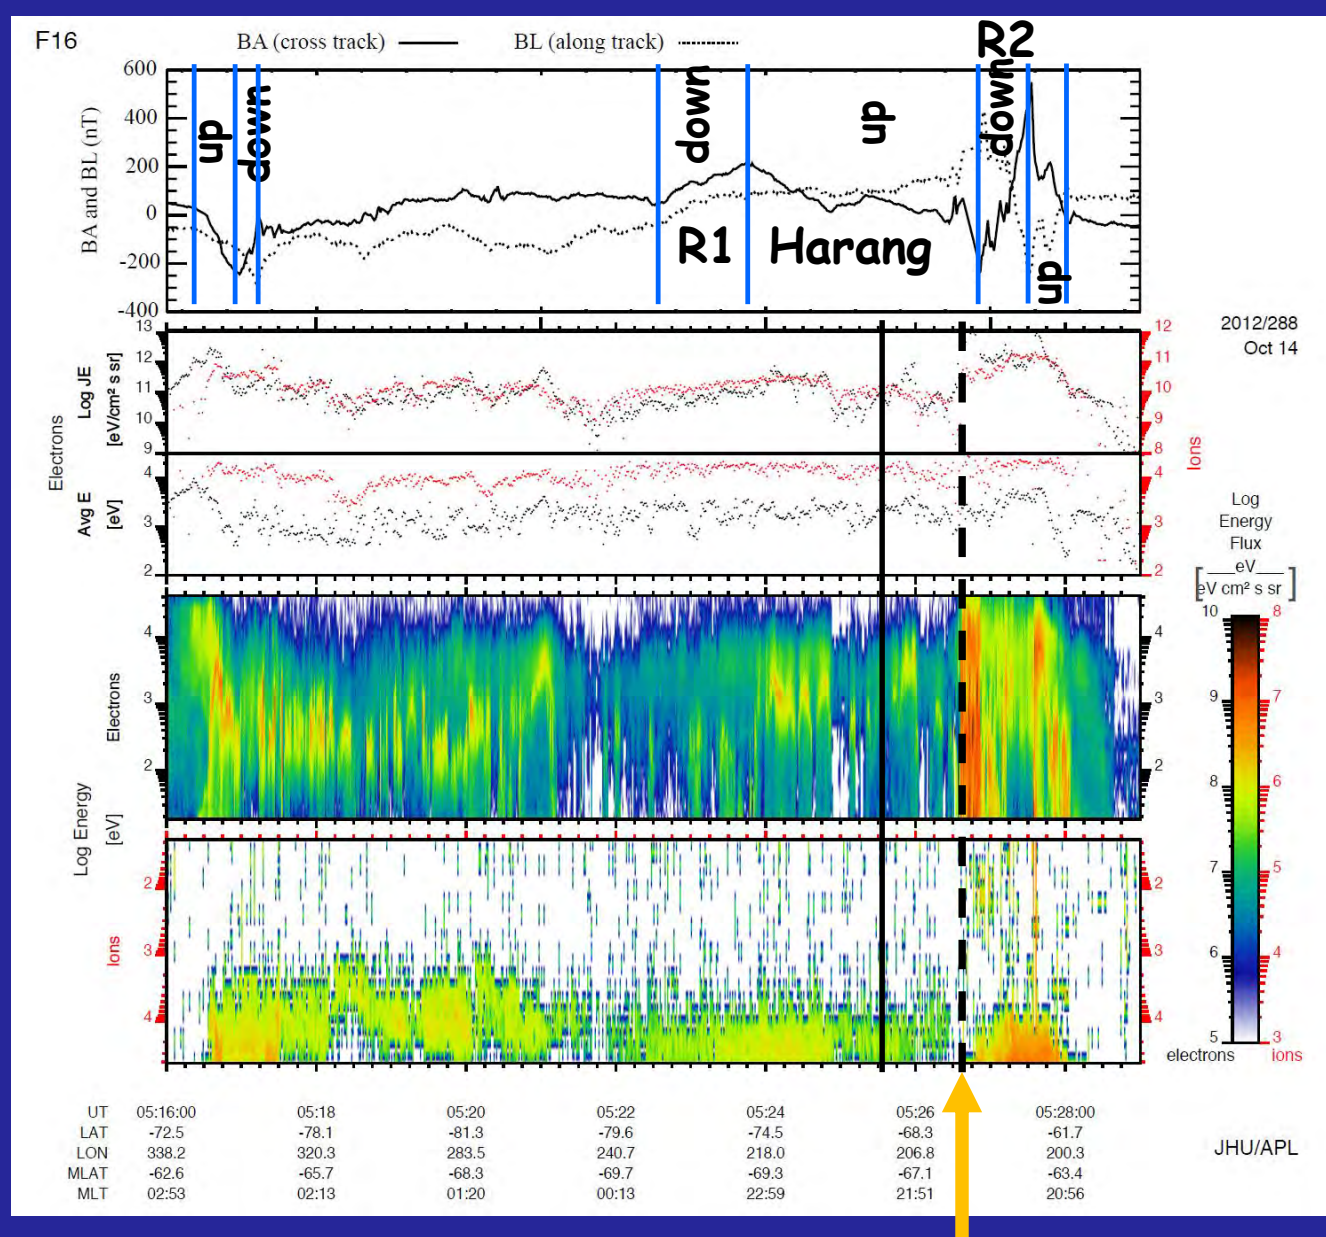 F16
BA (cross track)
BL (along track)
R2
600
400
200
0
-200
-400
BA and BL (nT)
up
down
down
up
down
up
R1
Harang
2012/288
Oct 14
13
12
11
10
9
Log JE
[eV/cm² s sr]
12
11
10
9
8
Electrons
Ions
4
3
2
Avg E
[eV]
4
3
2
Log
Energy
Flux
eV
eV cm² s sr
10
8
9
7
8
6
7
5
6
4
5
3
electrons
ions
4
3
2
Electrons
4
3
2
Log Energy
[eV]
2
3
4
Ions
2
3
4
UT 05:16:00 05:18 05:20 05:22 05:24 05:26 05:28:00
LAT -72.5 -78.1 -81.3 -79.6 -74.5 -68.3 -61.7
LON 338.2 320.3 283.5 240.7 218.0 206.8 200.3
MLAT -62.6 -65.7 -68.3 -69.7 -69.3 -67.1 -63.4
MLT 02:53 02:13 01:20 00:13 22:59 21:51 20:56
JHU/APL